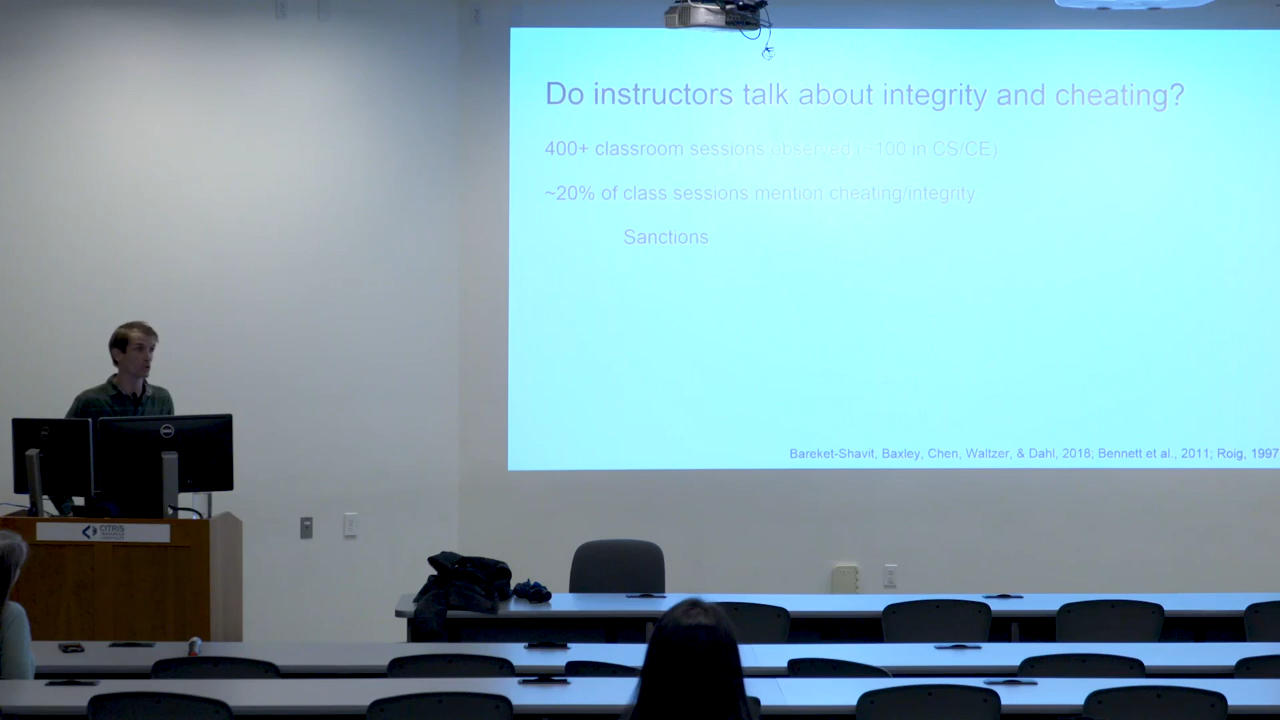 Do instructors talk about integrity and cheating?
400+ classroom sessions observed (~100 in CS/CE)
~20% of class sessions mention cheating/integrity
Sanctions
Bareket-Shavit, Baxley, Chen, Waltzer, & Dahl, 2018; Bennett et al., 2011; Roig, 1997
DELL
CITRIS